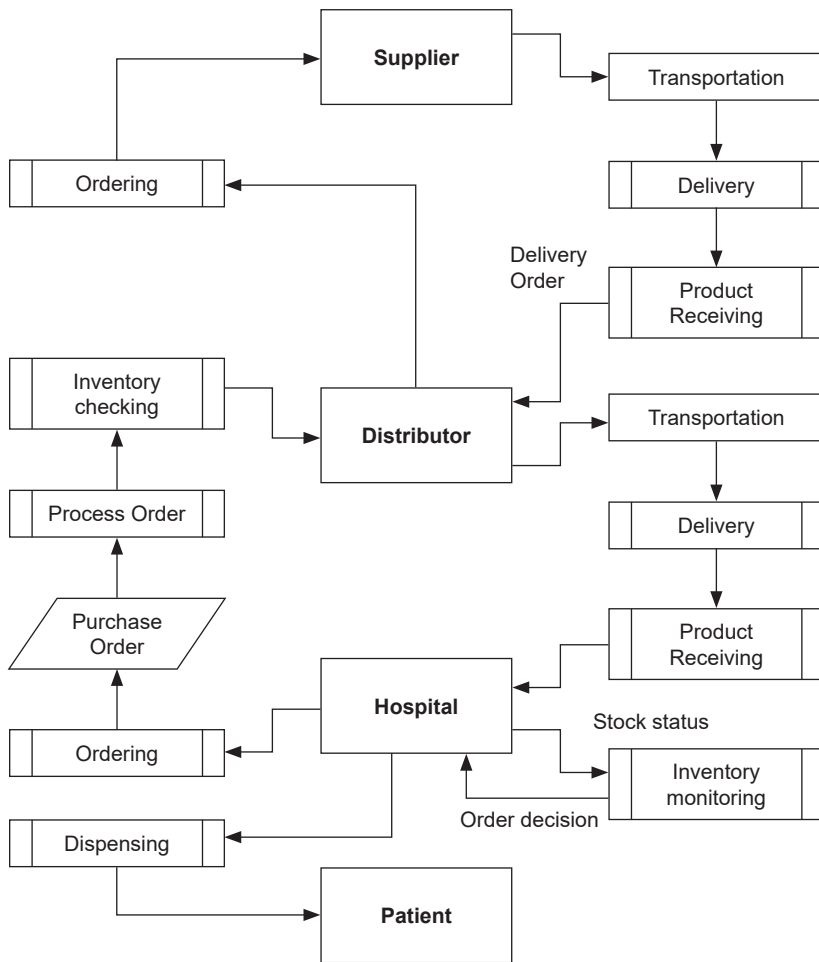 Supplier
Transportation
Ordering
Delivery
Delivery
Order
Product
Receiving
Inventory
checking
Distributor
Transportation
Process Order
Delivery
Purchase
Order
Product
Receiving
Hospital
Stock status
Ordering
Inventory
monitoring
Order decision
Dispensing
Patient